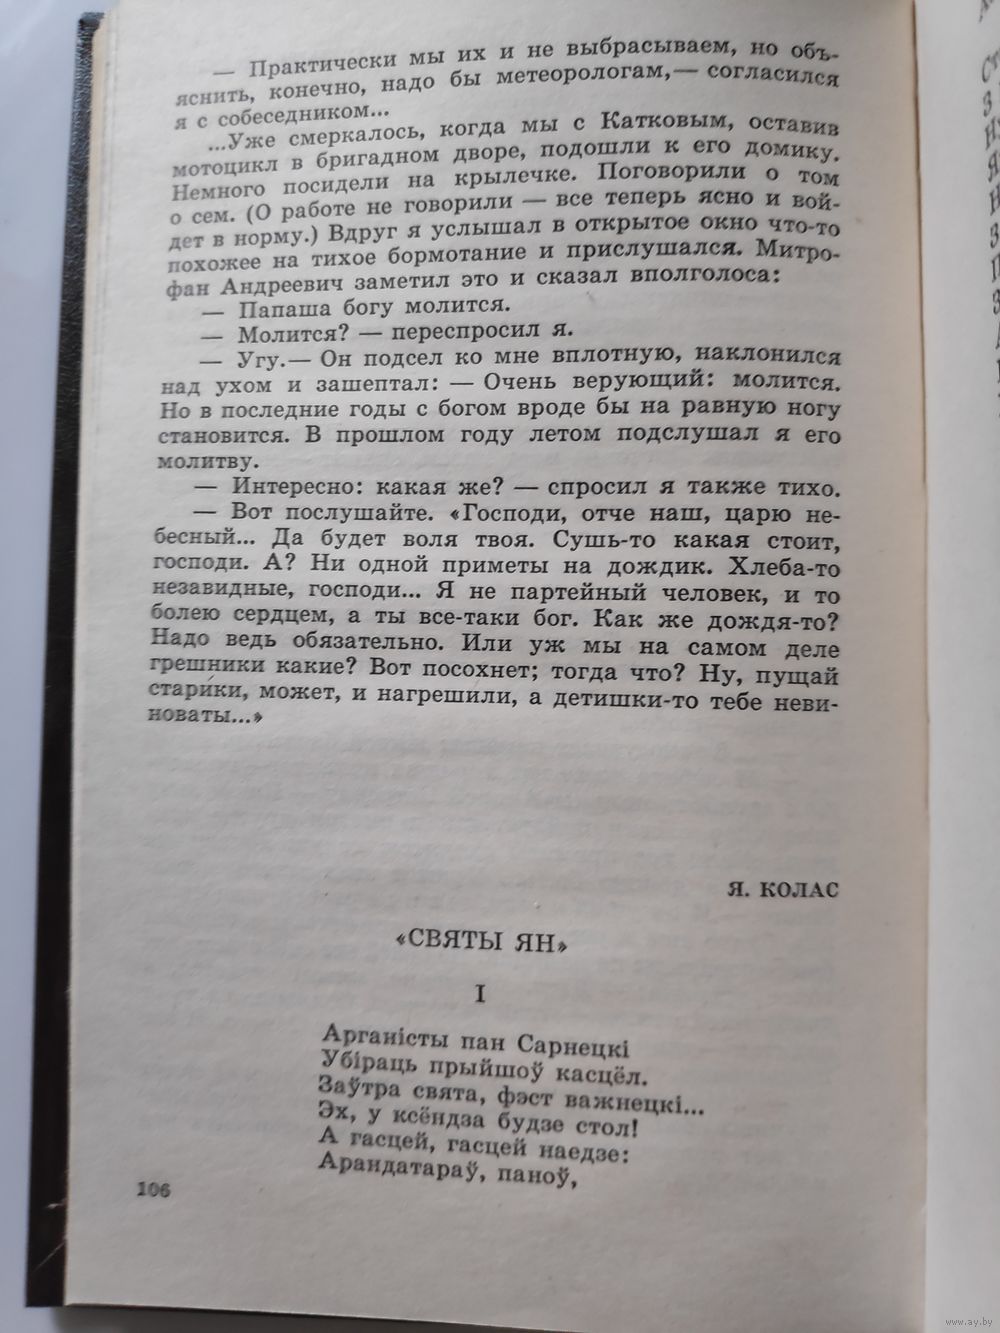 — Практически мы их и не выбрасываем, но объ-
яснить, конечно, надо бы метеорологам,— согласился
я с собеседником...
...Уже смеркалось, когда мы с Катковым, оставив
мотоцикл в бригадном дворе, подошли к его домику.
Немного посидели на крылечке. Поговорили о том
о сем. (О работе не говорили — все теперь ясно и вой-
дет в норму.) Вдруг я услышал в открытое окно что-то
похожее на тихое бормотание и прислушался. Митро-
фан Андреевич заметил это и сказал вполголоса:
— Папаша богу молится.
— Молится? — переспросил я.
— Угу.— Он подсел ко мне вплотную, наклонился
над ухом и зашептал: — Очень верующий: молится.
Но в последние годы с богом вроде бы на равную ногу
становится. В прошлом году летом подслушал я его
молитву.
— Интересно: какая же? — спросил я также тихо.
— Вот послушайте. «Господи, отче наш, царю не-
бесный... Да будет воля твоя. Сушь-то какая стоит,
господи. А? Ни одной приметы на дождик. Хлеба-то
незавидные, господи... Я не партейный человек, и то
болею сердцем, а ты все-таки бог. Как же дождя-то?
Надо ведь обязательно. Или уж мы на самом деле
грешники какие? Вот посохнет; тогда что? Ну, пущай
старики, может, и нагрешили, а детишки-то тебе неви-
новаты...»
Я. КОЛАС
«СВЯТЫ ЯН»
I
Арганісты пан Сарнецкі
Убіраць прыйшоў касцёл.
Заўтра свята, фэст важнецкі...
Эх, у ксёндза будзе стол!
А гасцей, гасцей наедзе:
Арандатараў, паноў,
106
www.ay.by